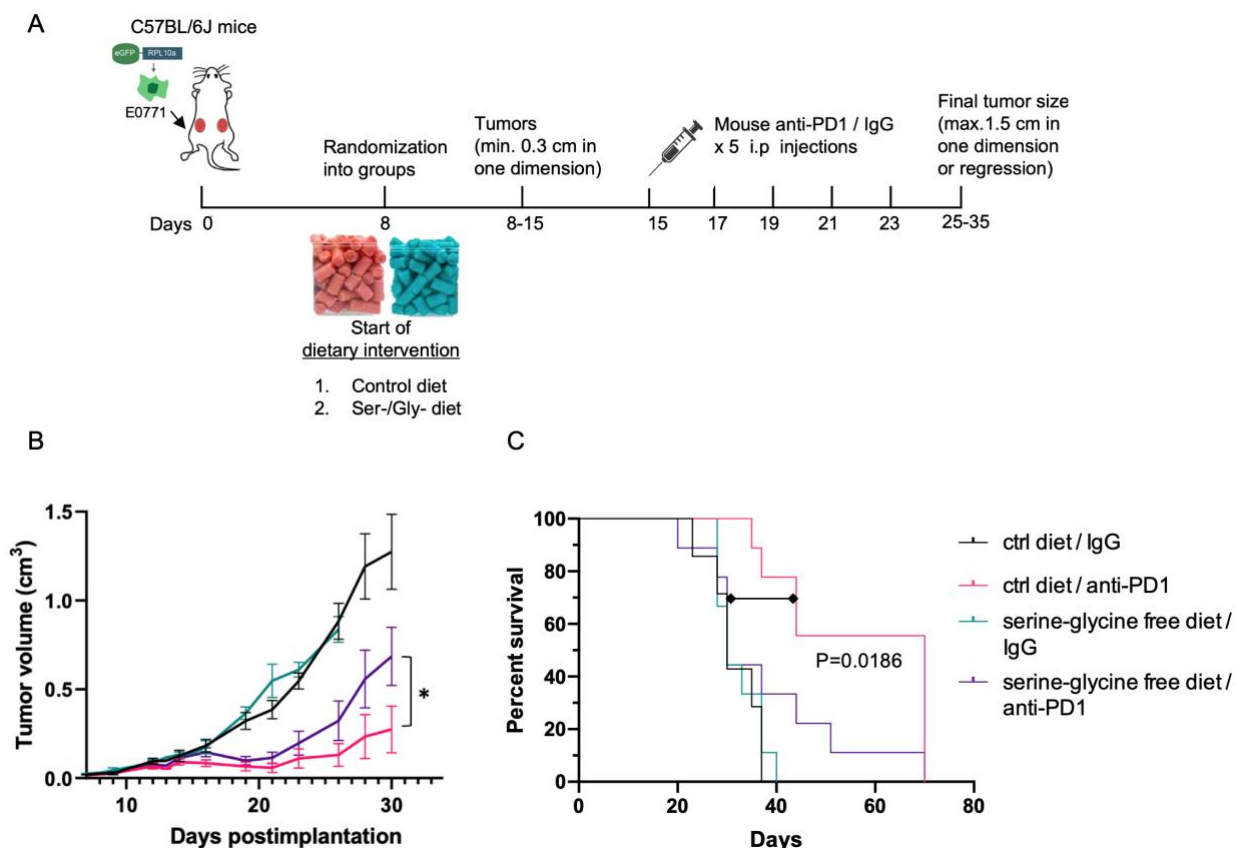 A
C57BL/6J mice
eGFP
RPL10a
E0771
Randomization
into groups
Tumors
(min. 0.3 cm in
one dimension)
Mouse anti-PD1 / IgG
x 5 i.p injections
Final tumor size
(max.1.5 cm in
one dimension
or regression)
Days 0 8 8-15 15 17 19 21 23 25-35
Start of
dietary intervention
1. Control diet
2. Ser-/Gly- diet
B
Tumor volume (cm3)
1.5
1.0
0.5
0.0
10 20 30
Days postimplantation
*
C
Percent survival
100
80
60
40
20
0
0 20 40 60 80
Days
P=0.0186
ctrl diet / IgG
ctrl diet / anti-PD1
serine-glycine free diet /
IgG
serine-glycine free diet /
anti-PD1